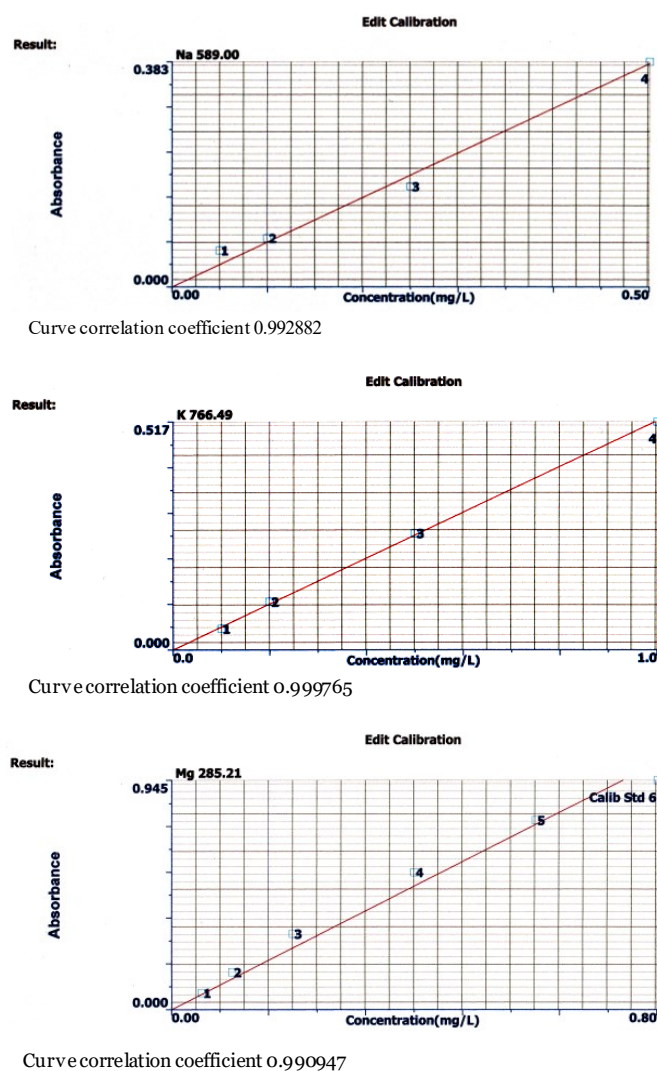 Edit Calibration
Result:
Na 589.00
0.383
4
3
2
1
Absorbance
0.000
0.00
Concentration(mg/L)
0.50
Curve correlation coefficient 0.992882
Edit Calibration
Result:
K 766.49
0.517
4
3
2
1
Absorbance
0.000
0.0
Concentration(mg/L)
1.0
Curve correlation coefficient 0.999765
Edit Calibration
Result:
Mg 285.21
0.945
Calib Std 6
5
4
3
2
1
Absorbance
0.000
0.00
Concentration(mg/L)
0.80
Curve correlation coefficient 0.990947